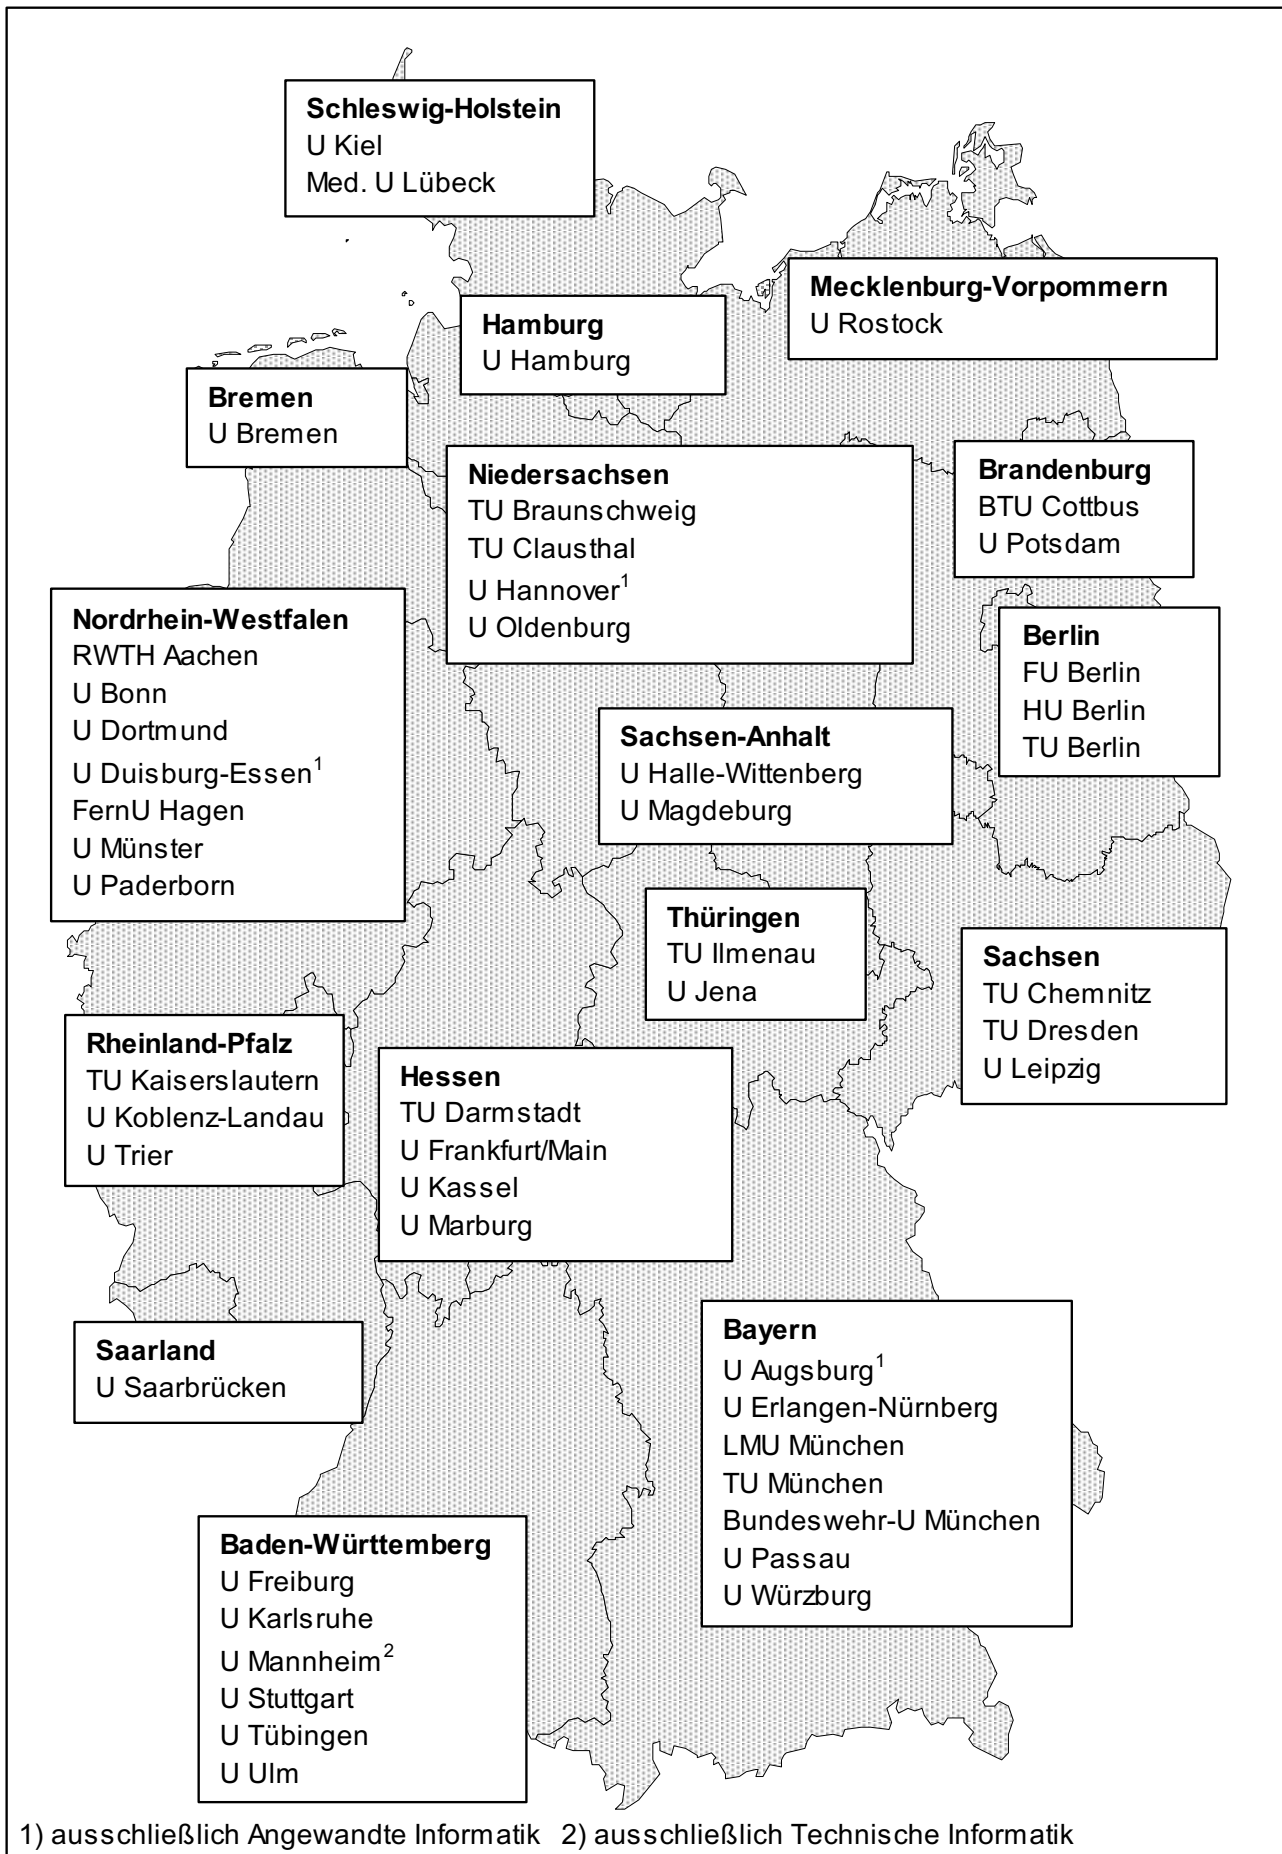 Schleswig-Holstein
U Kiel
Med. U Lübeck
Mecklenburg-Vorpommern
U Rostock
Hamburg
U Hamburg
Bremen
U Bremen
Niedersachsen
TU Braunschweig
TU Clausthal
U Hannover¹
U Oldenburg
Brandenburg
BTU Cottbus
U Potsdam
Nordrhein-Westfalen
RWTH Aachen
U Bonn
U Dortmund
U Duisburg-Essen¹
FernU Hagen
U Münster
U Paderborn
Berlin
FU Berlin
HU Berlin
TU Berlin
Sachsen-Anhalt
U Halle-Wittenberg
U Magdeburg
Thüringen
TU Ilmenau
U Jena
Sachsen
TU Chemnitz
TU Dresden
U Leipzig
Rheinland-Pfalz
TU Kaiserslautern
U Koblenz-Landau
U Trier
Hessen
TU Darmstadt
U Frankfurt/Main
U Kassel
U Marburg
Saarland
U Saarbrücken
Bayern
U Augsburg¹
U Erlangen-Nürnberg
LMU München
TU München
Bundeswehr-U München
U Passau
U Würzburg
Baden-Württemberg
U Freiburg
U Karlsruhe
U Mannheim²
U Stuttgart
U Tübingen
U Ulm
1) ausschließlich Angewandte Informatik 2) ausschließlich Technische Informatik